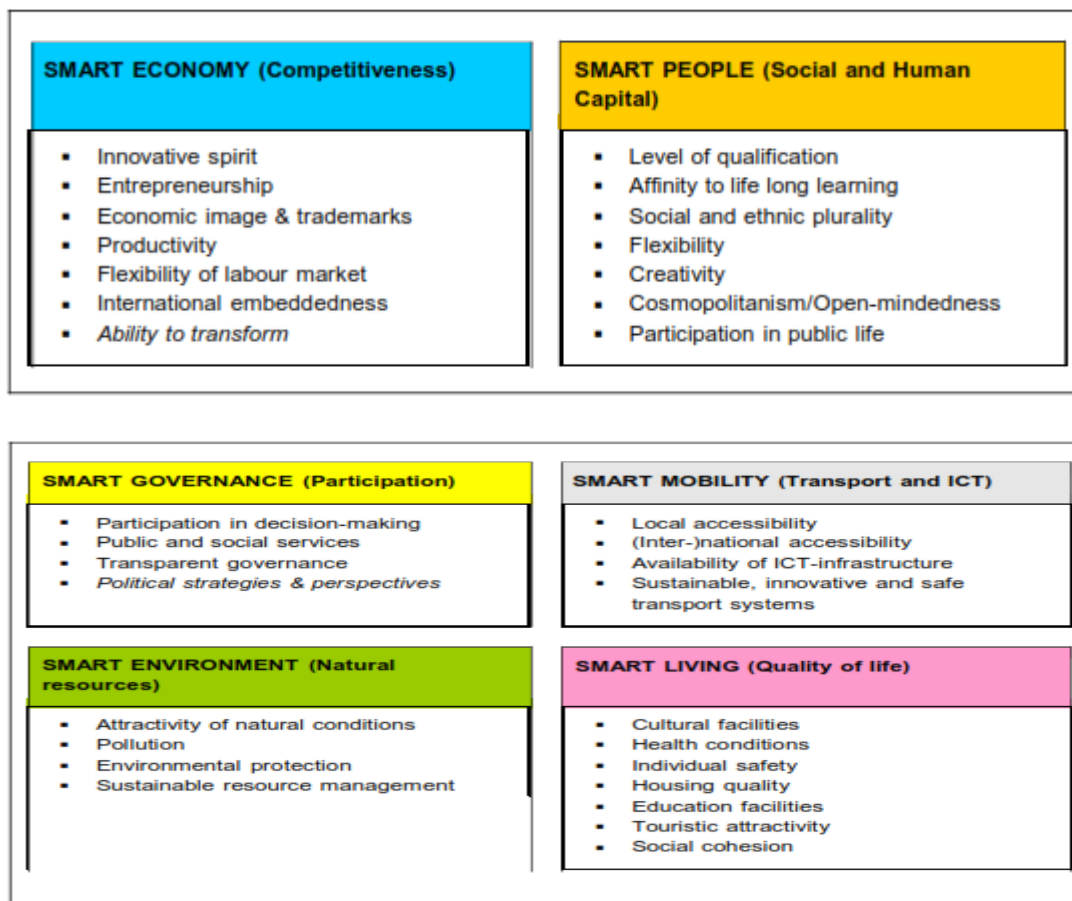 SMART ECONOMY (Competitiveness)
▪ Innovative spirit
▪ Entrepreneurship
▪ Economic image & trademarks
▪ Productivity
▪ Flexibility of labour market
▪ International embeddedness
▪ Ability to transform
SMART PEOPLE (Social and Human
Capital)
▪ Level of qualification
▪ Affinity to life long learning
▪ Social and ethnic plurality
▪ Flexibility
▪ Creativity
▪ Cosmopolitanism/Open-mindedness
▪ Participation in public life
SMART GOVERNANCE (Participation)
▪ Participation in decision-making
▪ Public and social services
▪ Transparent governance
▪ Political strategies & perspectives
SMART MOBILITY (Transport and ICT)
▪ Local accessibility
▪ (Inter-)national accessibility
▪ Availability of ICT-infrastructure
▪ Sustainable, innovative and safe
transport systems
SMART ENVIRONMENT (Natural
resources)
▪ Attractivity of natural conditions
▪ Pollution
▪ Environmental protection
▪ Sustainable resource management
SMART LIVING (Quality of life)
▪ Cultural facilities
▪ Health conditions
▪ Individual safety
▪ Housing quality
▪ Education facilities
▪ Touristic attractivity
▪ Social cohesion